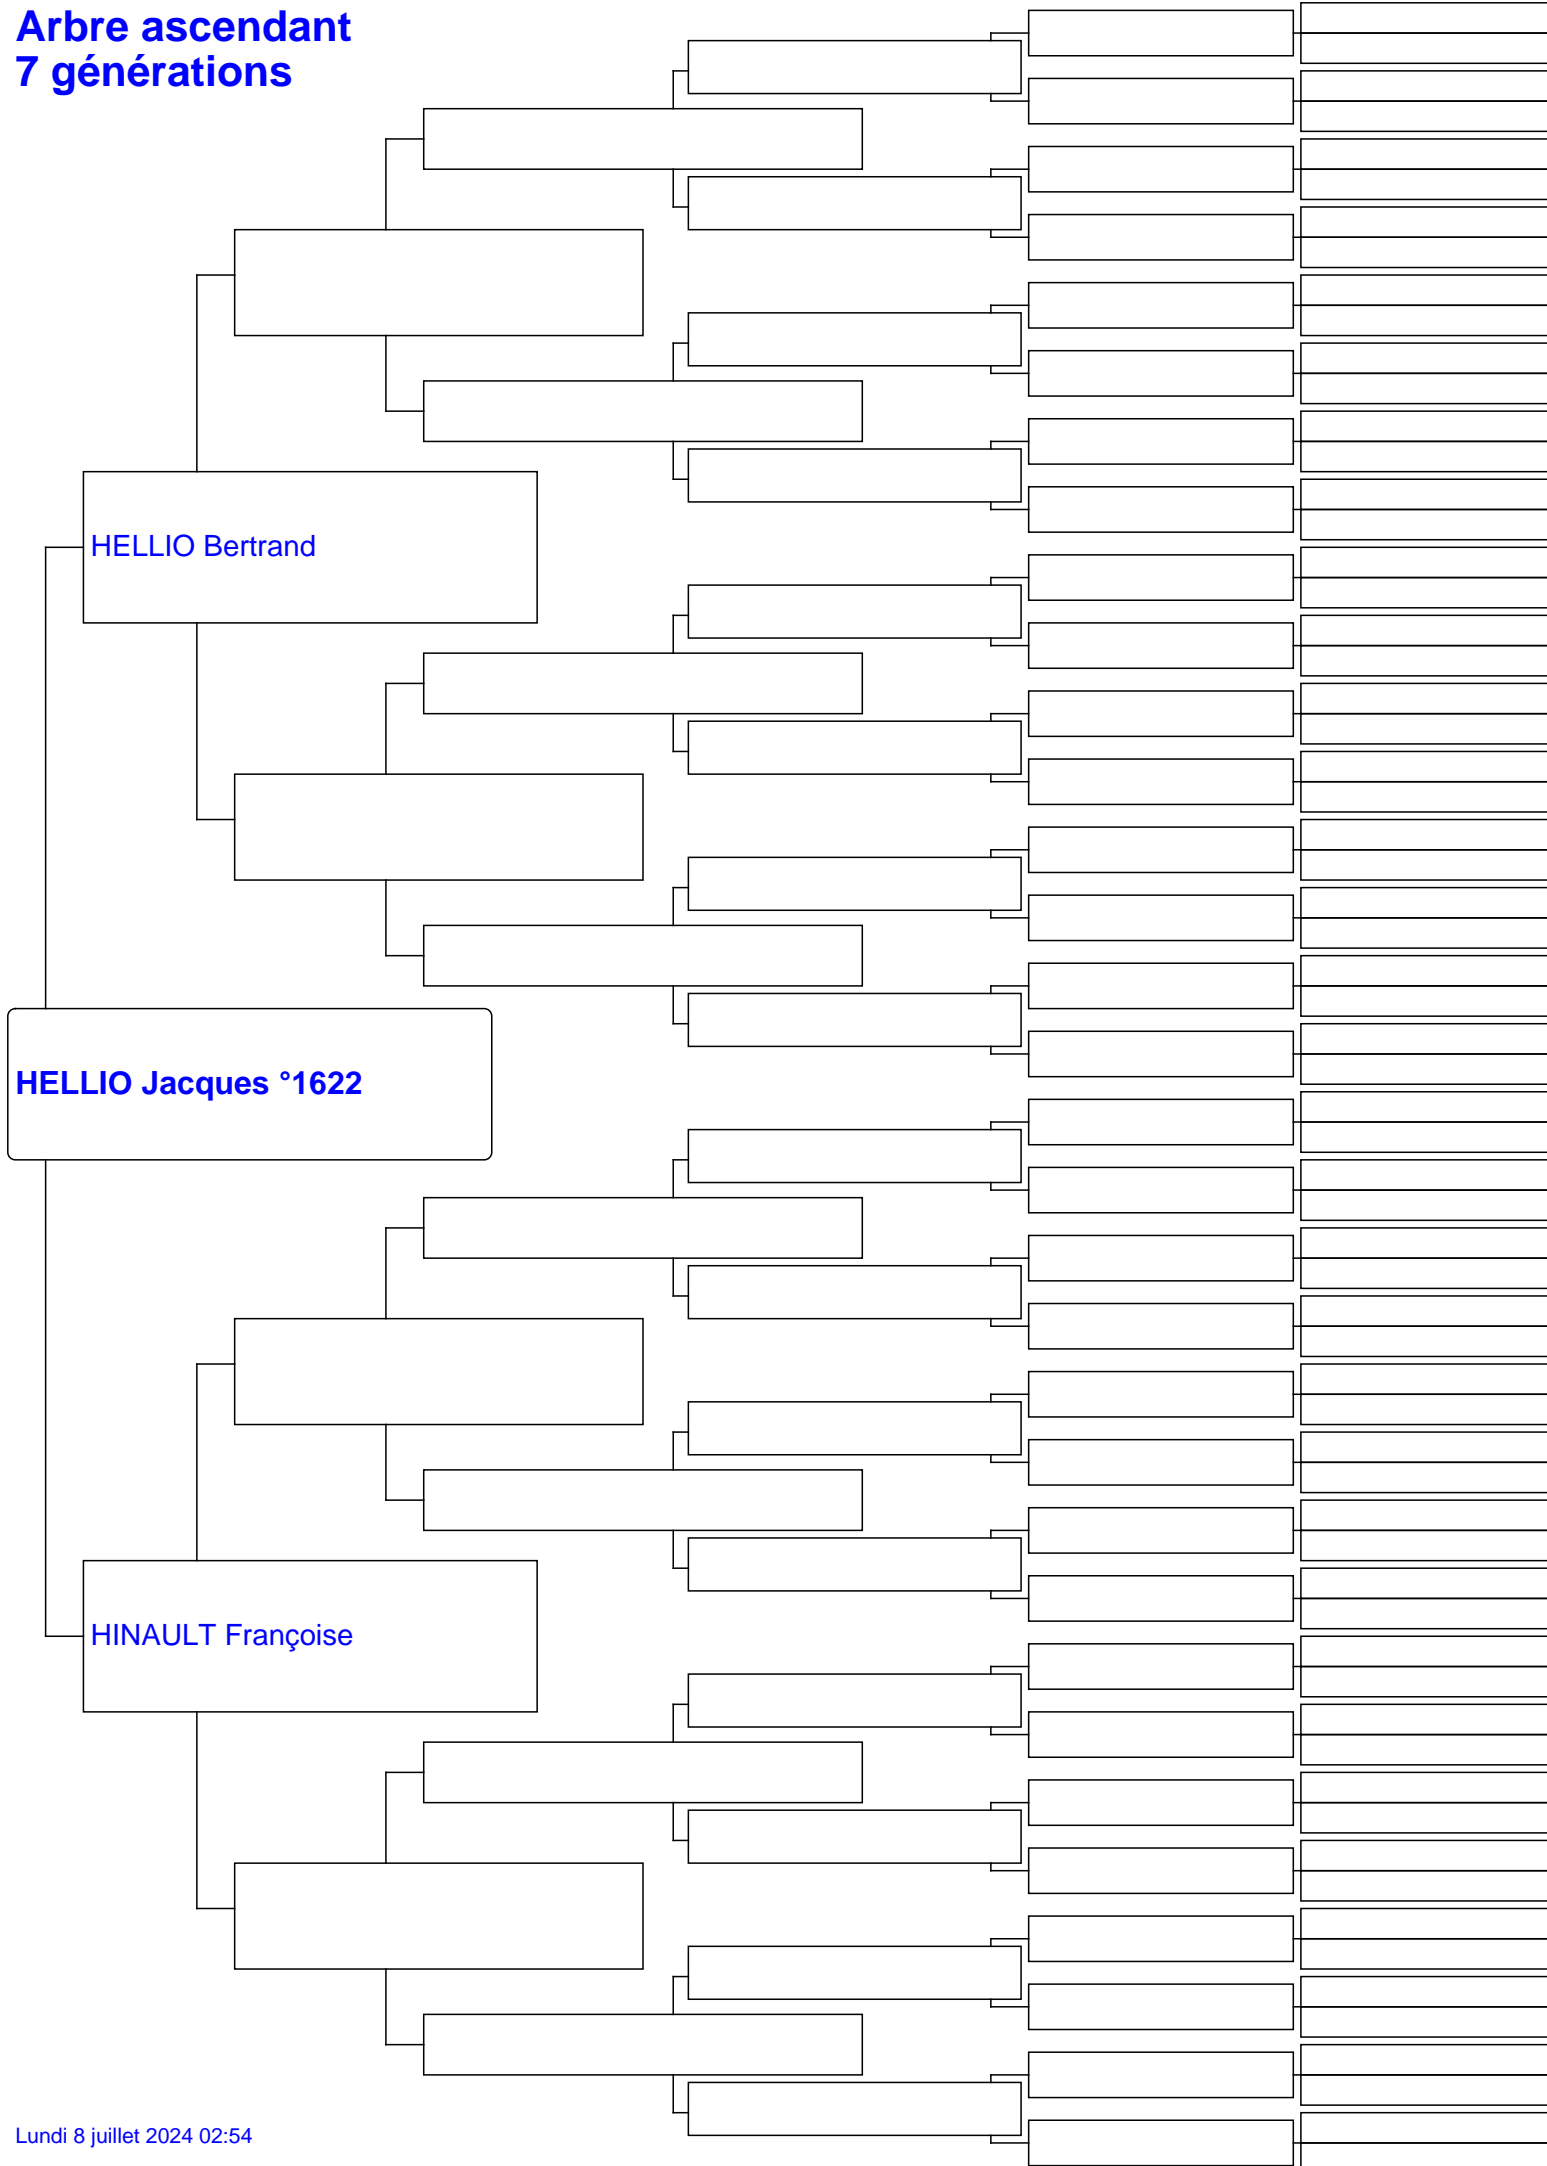 Arbre ascendant
7 générations
HELLIO Bertrand
HELLIO Jacques °1622
HINAULT Françoise
Lundi 8 juillet 2024 02:54